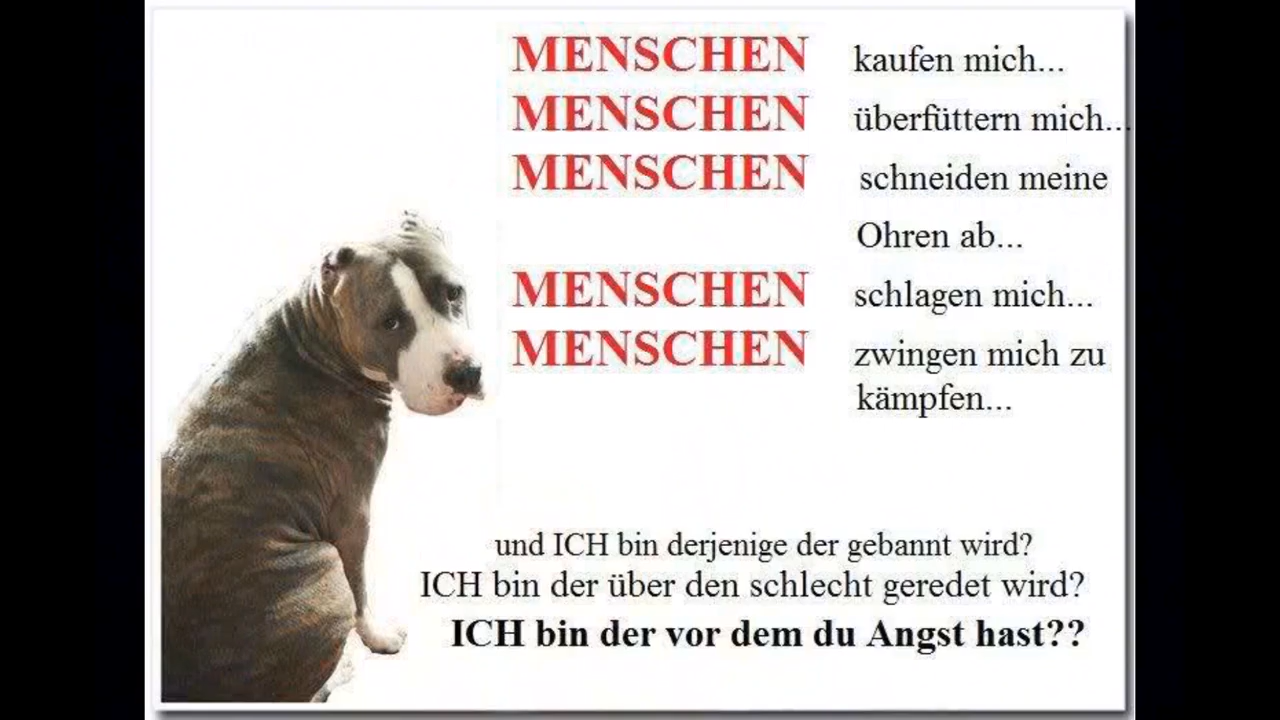 MENSCHEN kaufen mich...
MENSCHEN überfüttern mich...
MENSCHEN schneiden meine
Ohren ab...
MENSCHEN schlagen mich...
MENSCHEN zwingen mich zu
kämpfen...
und ICH bin derjenige der gebannt wird?
ICH bin der über den schlecht geredet wird?
ICH bin der vor dem du Angst hast??